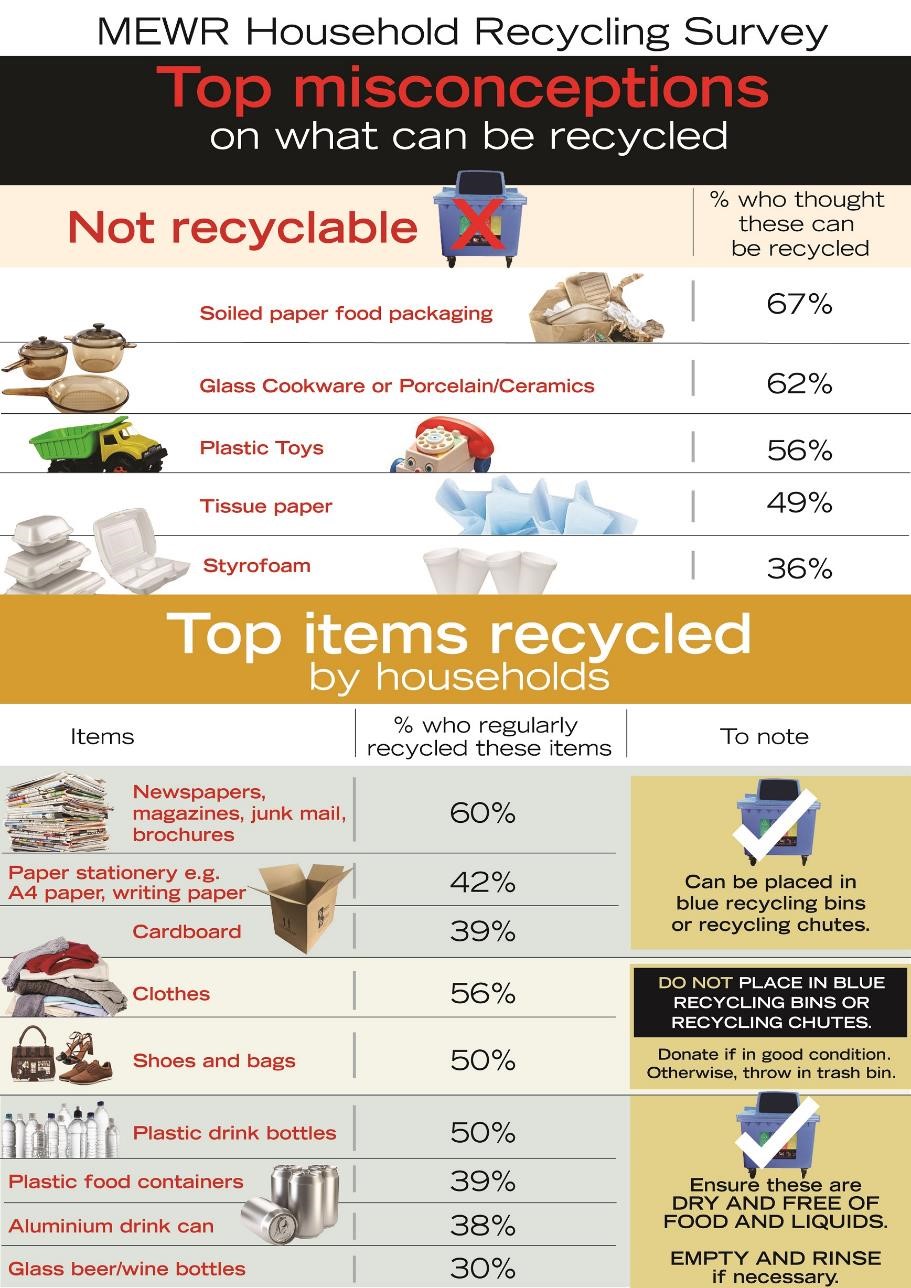 MEWR Household Recycling Survey
Top misconceptions
on what can be recycled
Not recyclable
% who thought
these can
be recycled
Soiled paper food packaging
67%
Glass Cookware or Porcelain/Ceramics
62%
Plastic Toys
56%
Tissue paper
49%
Styrofoam
36%
Top items recycled
by households
Items
% who regularly
recycled these items
To note
Newspapers,
magazines, junk mail,
brochures
60%
Paper stationery e.g.
A4 paper, writing paper
42%
Cardboard
39%
Can be placed in
blue recycling bins
or recycling chutes.
Clothes
56%
Shoes and bags
50%
DO NOT PLACE IN BLUE
RECYCLING BINS OR
RECYCLING CHUTES.
Donate if in good condition.
Otherwise, throw in trash bin.
Plastic drink bottles
50%
Plastic food containers
39%
Aluminium drink can
38%
Glass beer/wine bottles
30%
Ensure these are
DRY AND FREE OF
FOOD AND LIQUIDS.
EMPTY AND RINSE
if necessary.